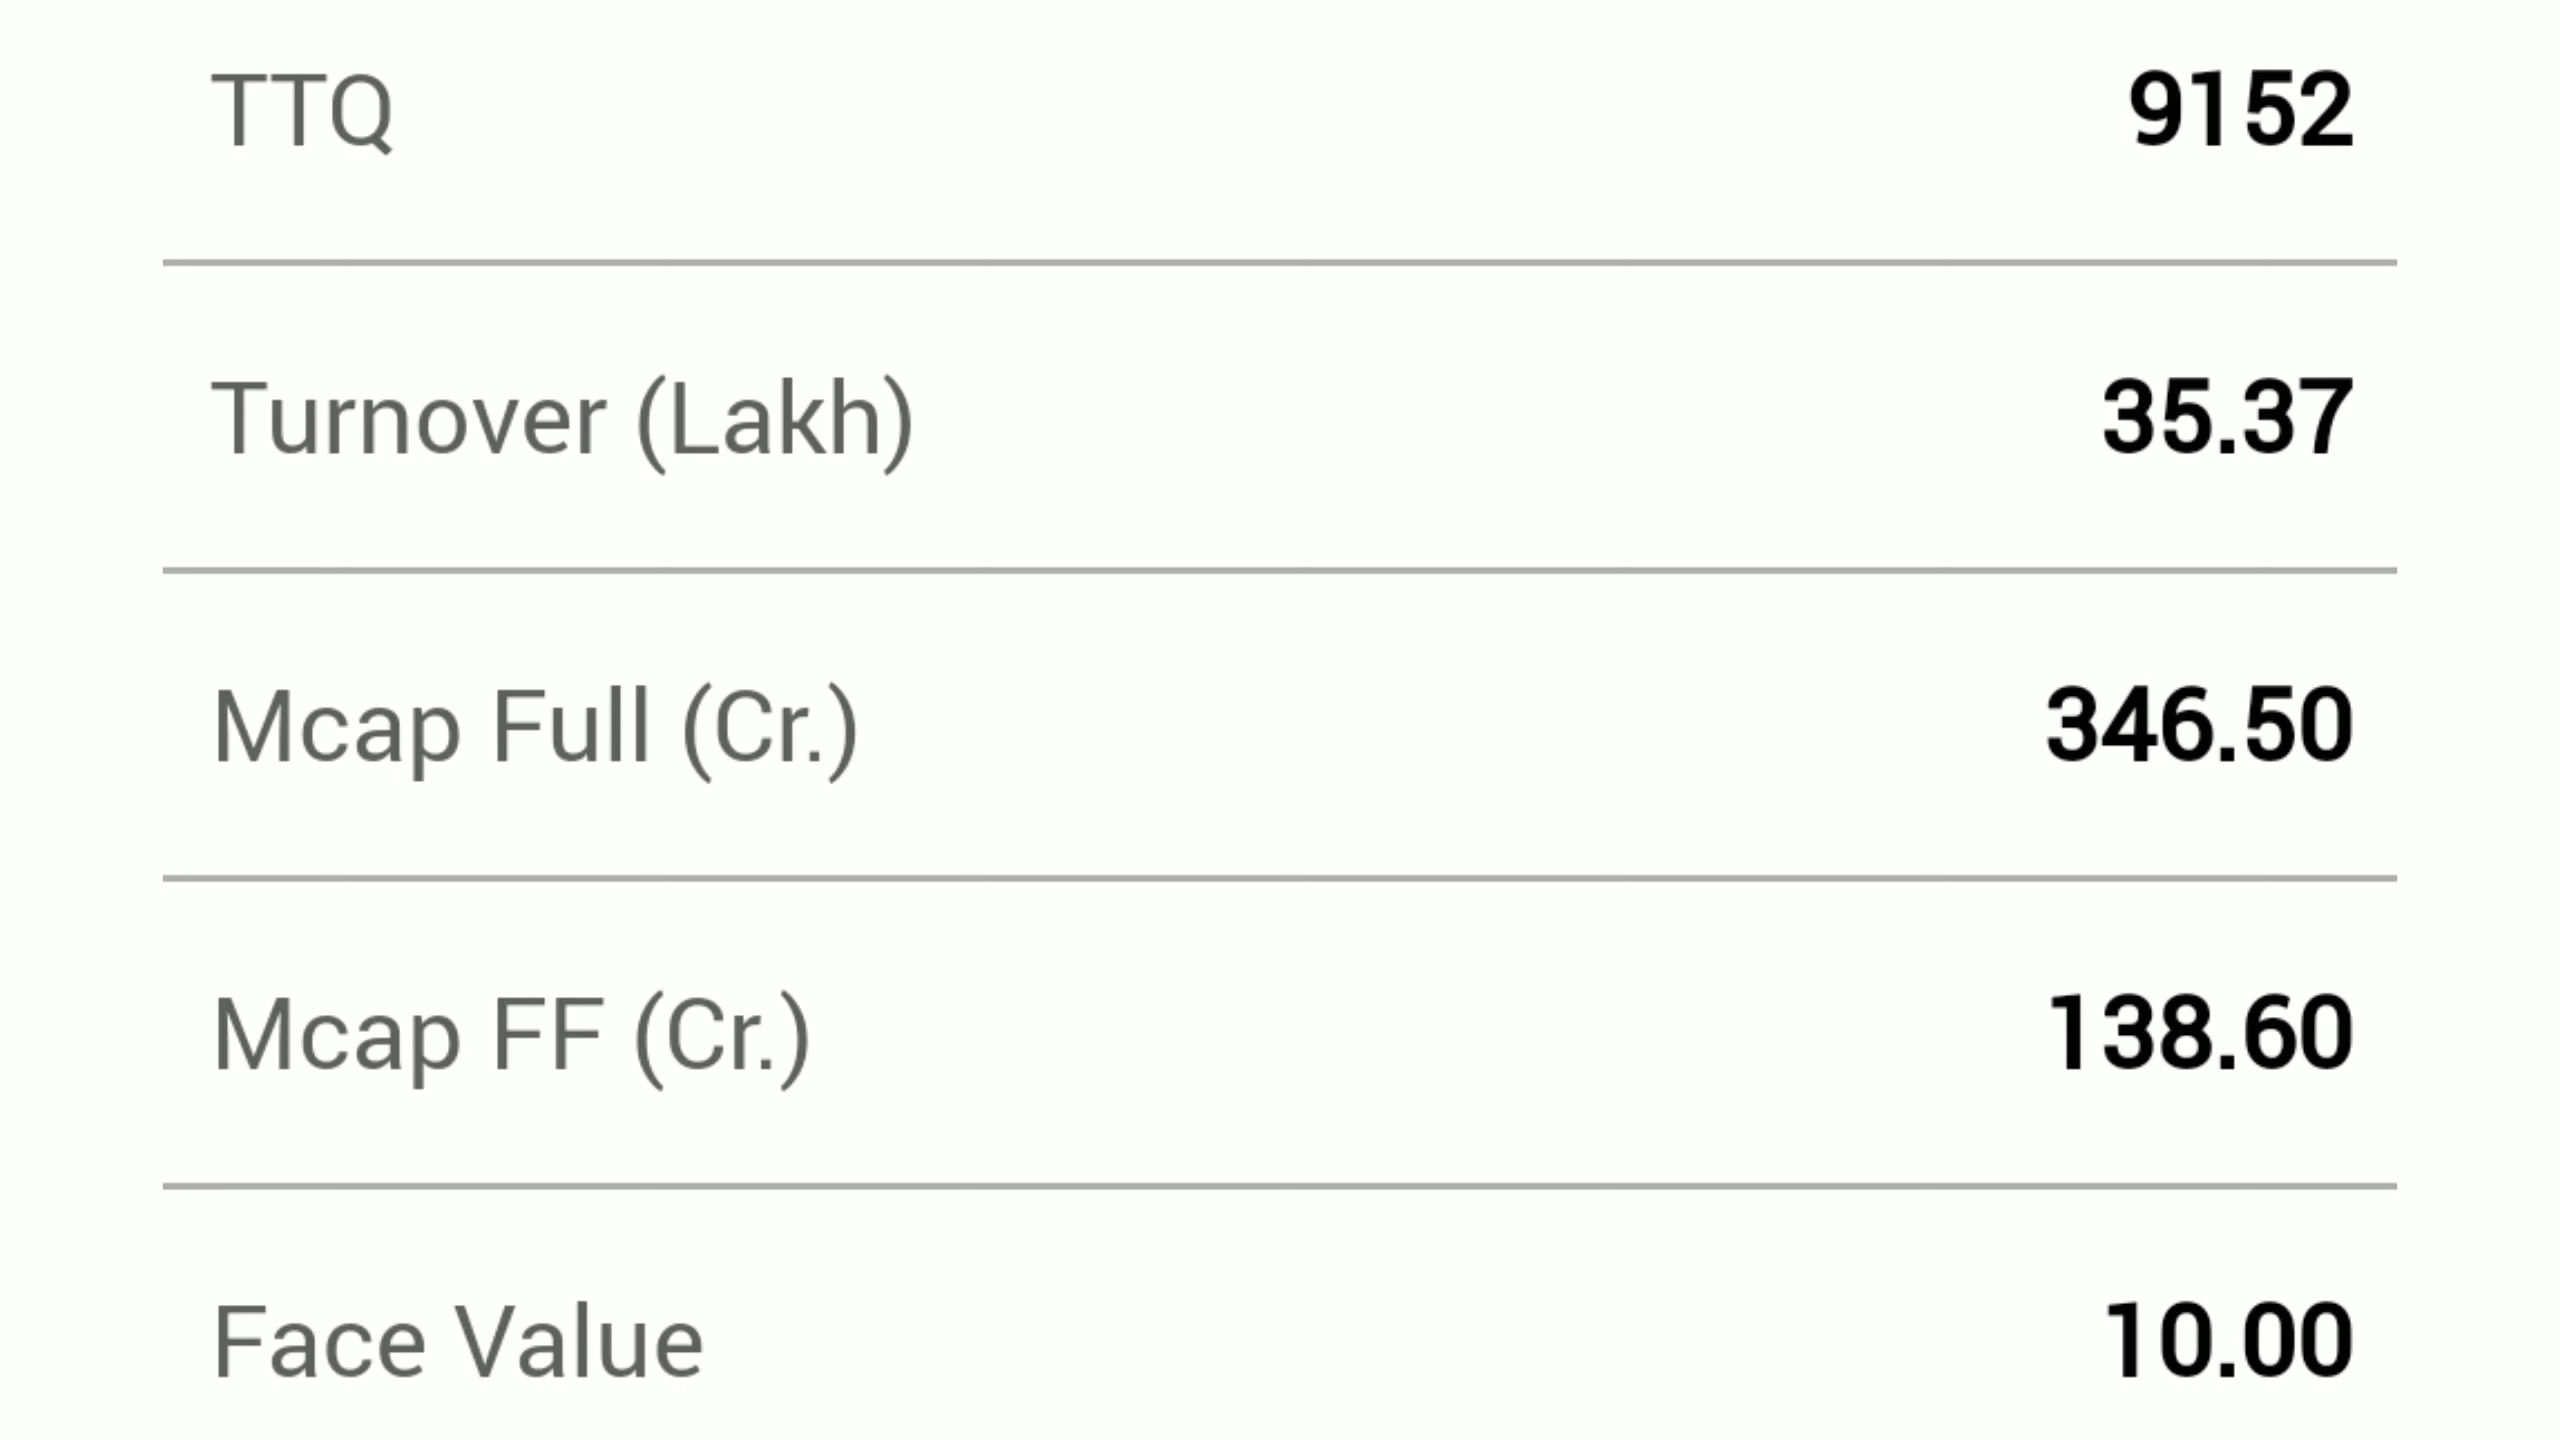 TTQ 9152
Turnover (Lakh) 35.37
Mcap Full (Cr.) 346.50
Mcap FF (Cr.) 138.60
Face Value 10.00